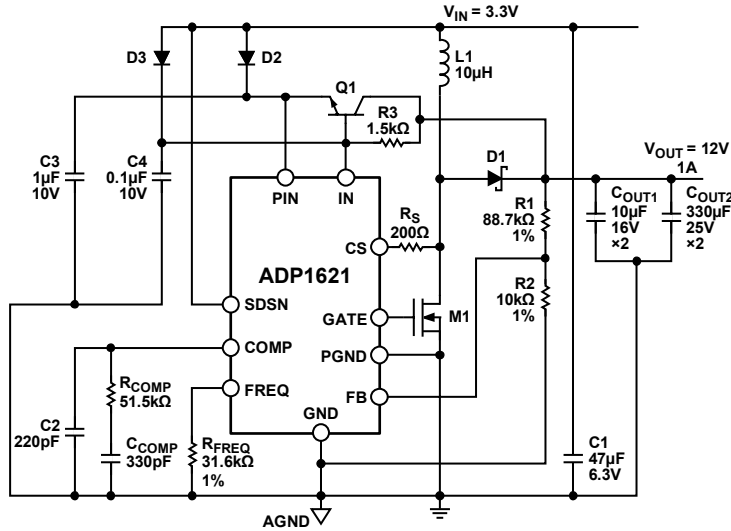 V_IN = 3.3V
D3
D2
L1
10µH
Q1
R3
1.5kΩ
C3
1µF
10V
C4
0.1µF
10V
D1
V_OUT = 12V
1A
PIN
IN
R_S
200Ω
R1
88.7kΩ
1%
C_OUT1
10µF
16V
×2
C_OUT2
330µF
25V
×2
CS
ADP1621
R2
10kΩ
1%
SDSN
GATE
M1
COMP
PGND
R_COMP
51.5kΩ
FREQ
FB
C2
220pF
GND
C_COMP
330pF
R_FREQ
31.6kΩ
1%
C1
47µF
6.3V
AGND